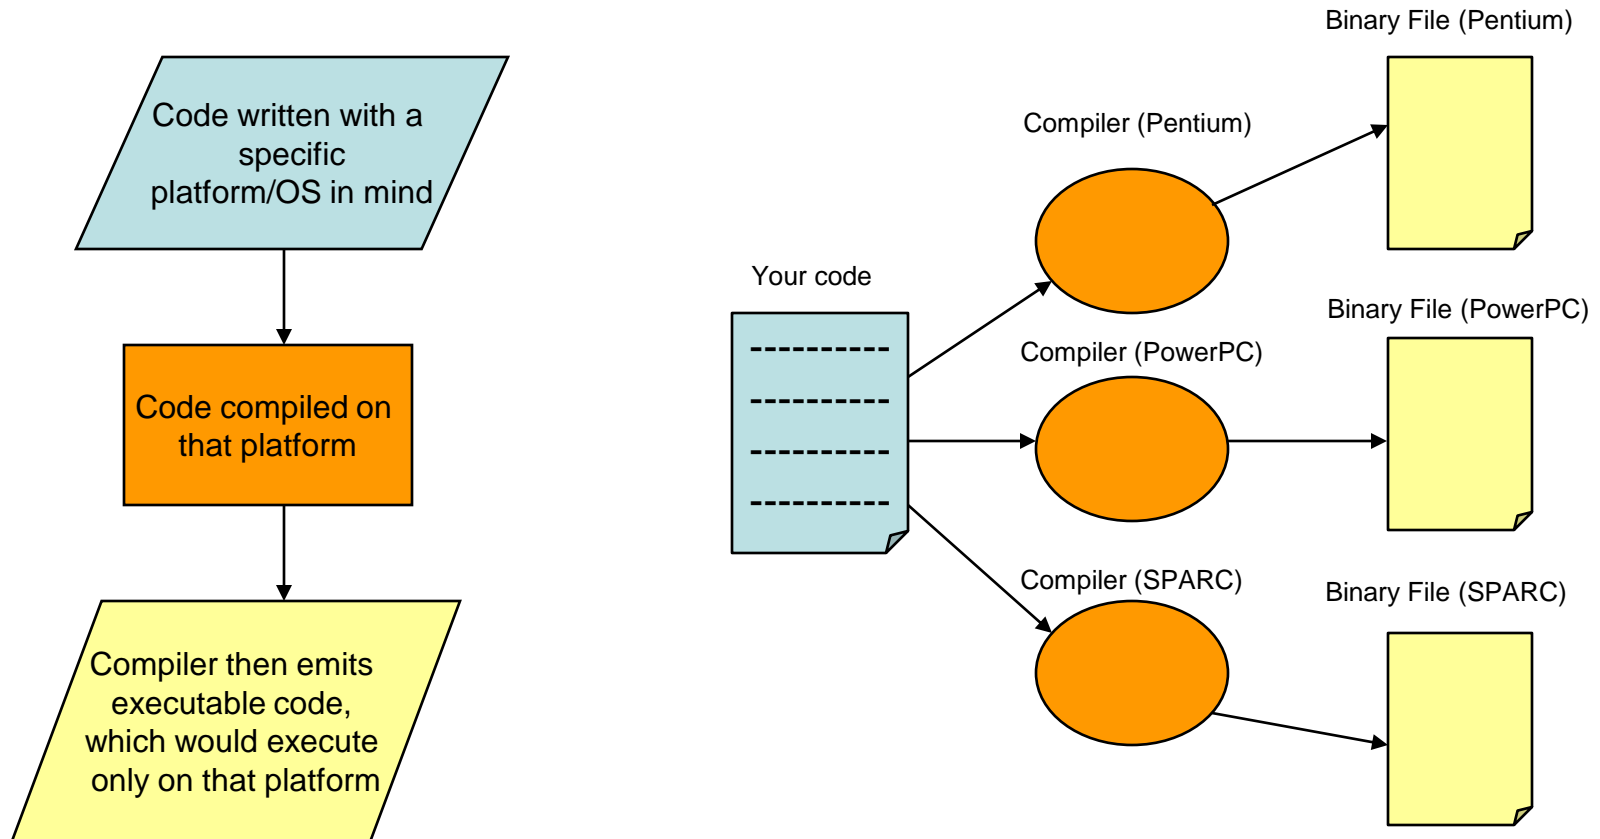 Code written with a
specific
platform/OS in mind
Code compiled on
that platform
Compiler then emits
executable code,
which would execute
only on that platform
Your code
----------
----------
----------
----------
Compiler (Pentium)
Compiler (PowerPC)
Compiler (SPARC)
Binary File (Pentium)
Binary File (PowerPC)
Binary File (SPARC)